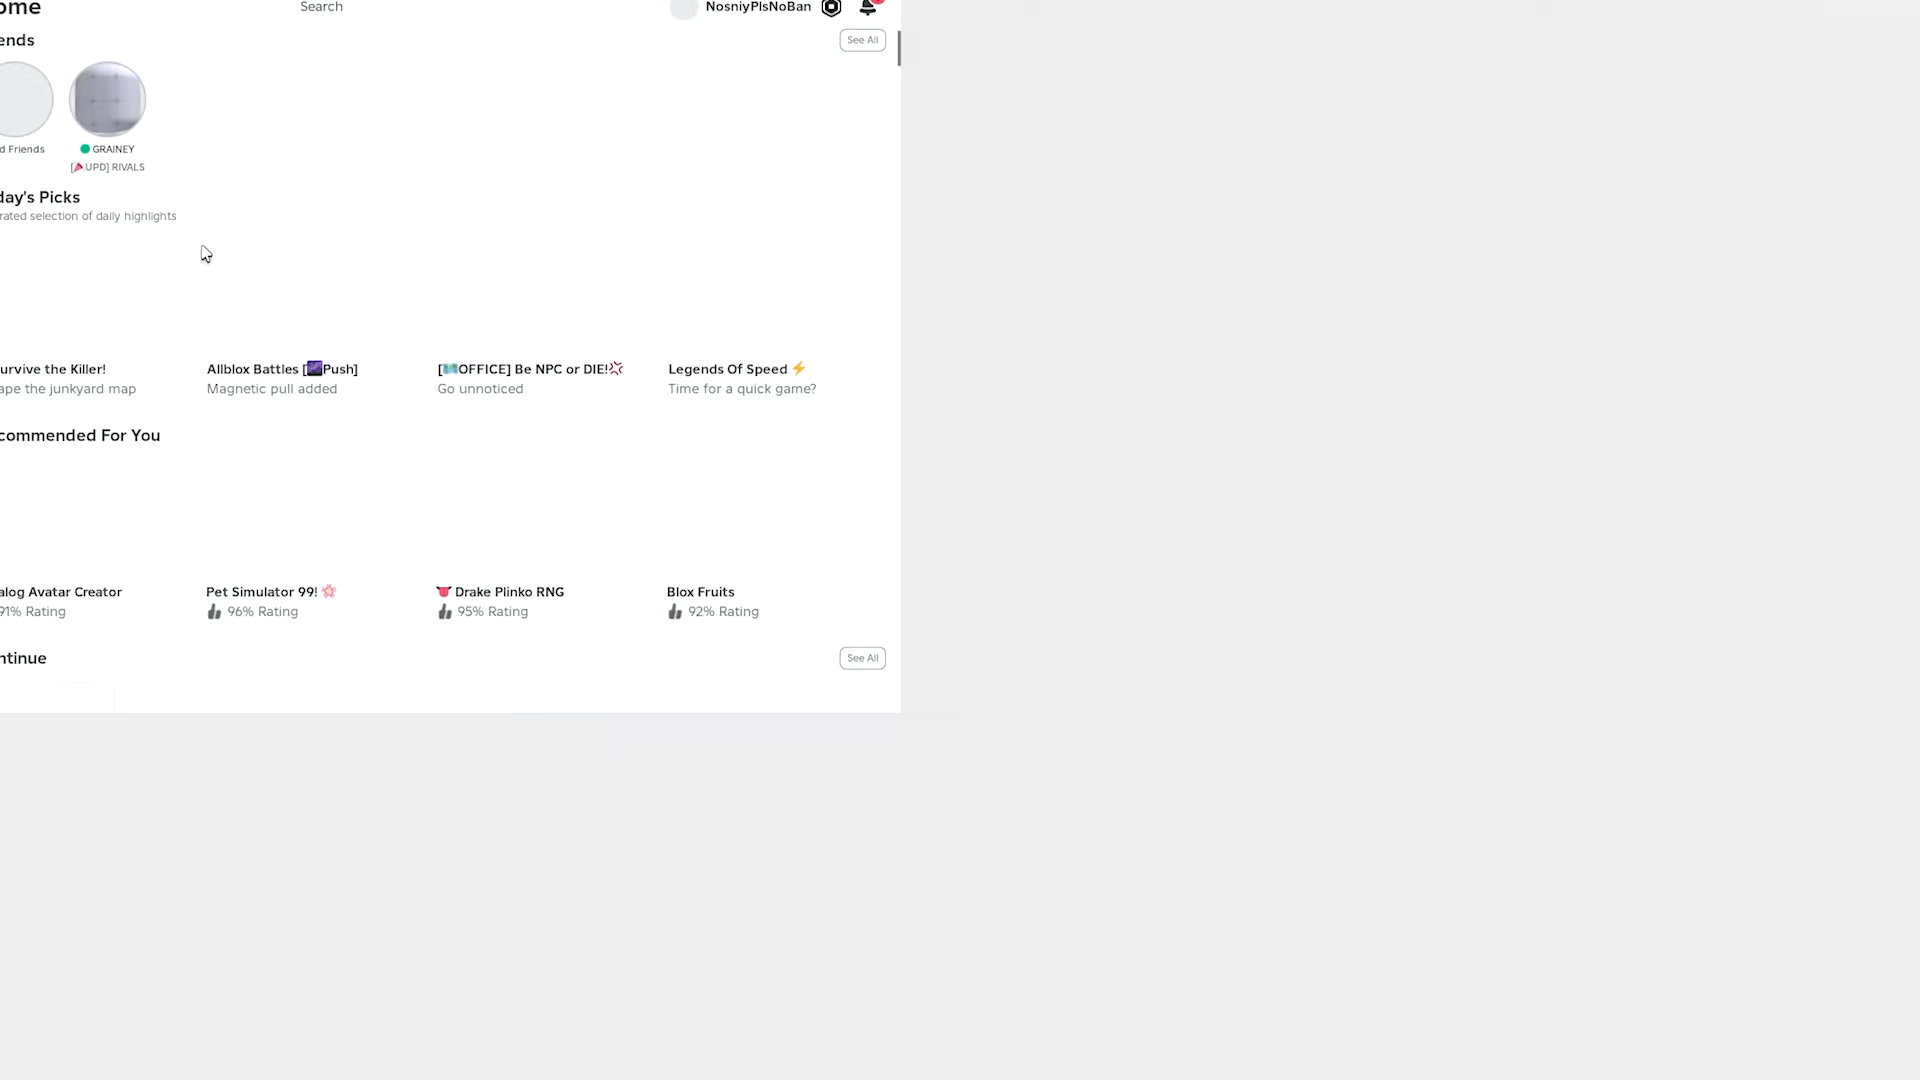 ome
Search
NosniyPlsNoBan
ends
See All
d Friends
GRAINEY
[🎉UPD] RIVALS
day's Picks
rated selection of daily highlights
urvive the Killer!
ape the junkyard map
Allblox Battles [🌌Push]
Magnetic pull added
[🗺️OFFICE] Be NPC or DIE!💢
Go unnoticed
Legends Of Speed ⚡
Time for a quick game?
commended For You
alog Avatar Creator
91% Rating
Pet Simulator 99! 🌸
96% Rating
👅 Drake Plinko RNG
95% Rating
Blox Fruits
92% Rating
ntinue
See All